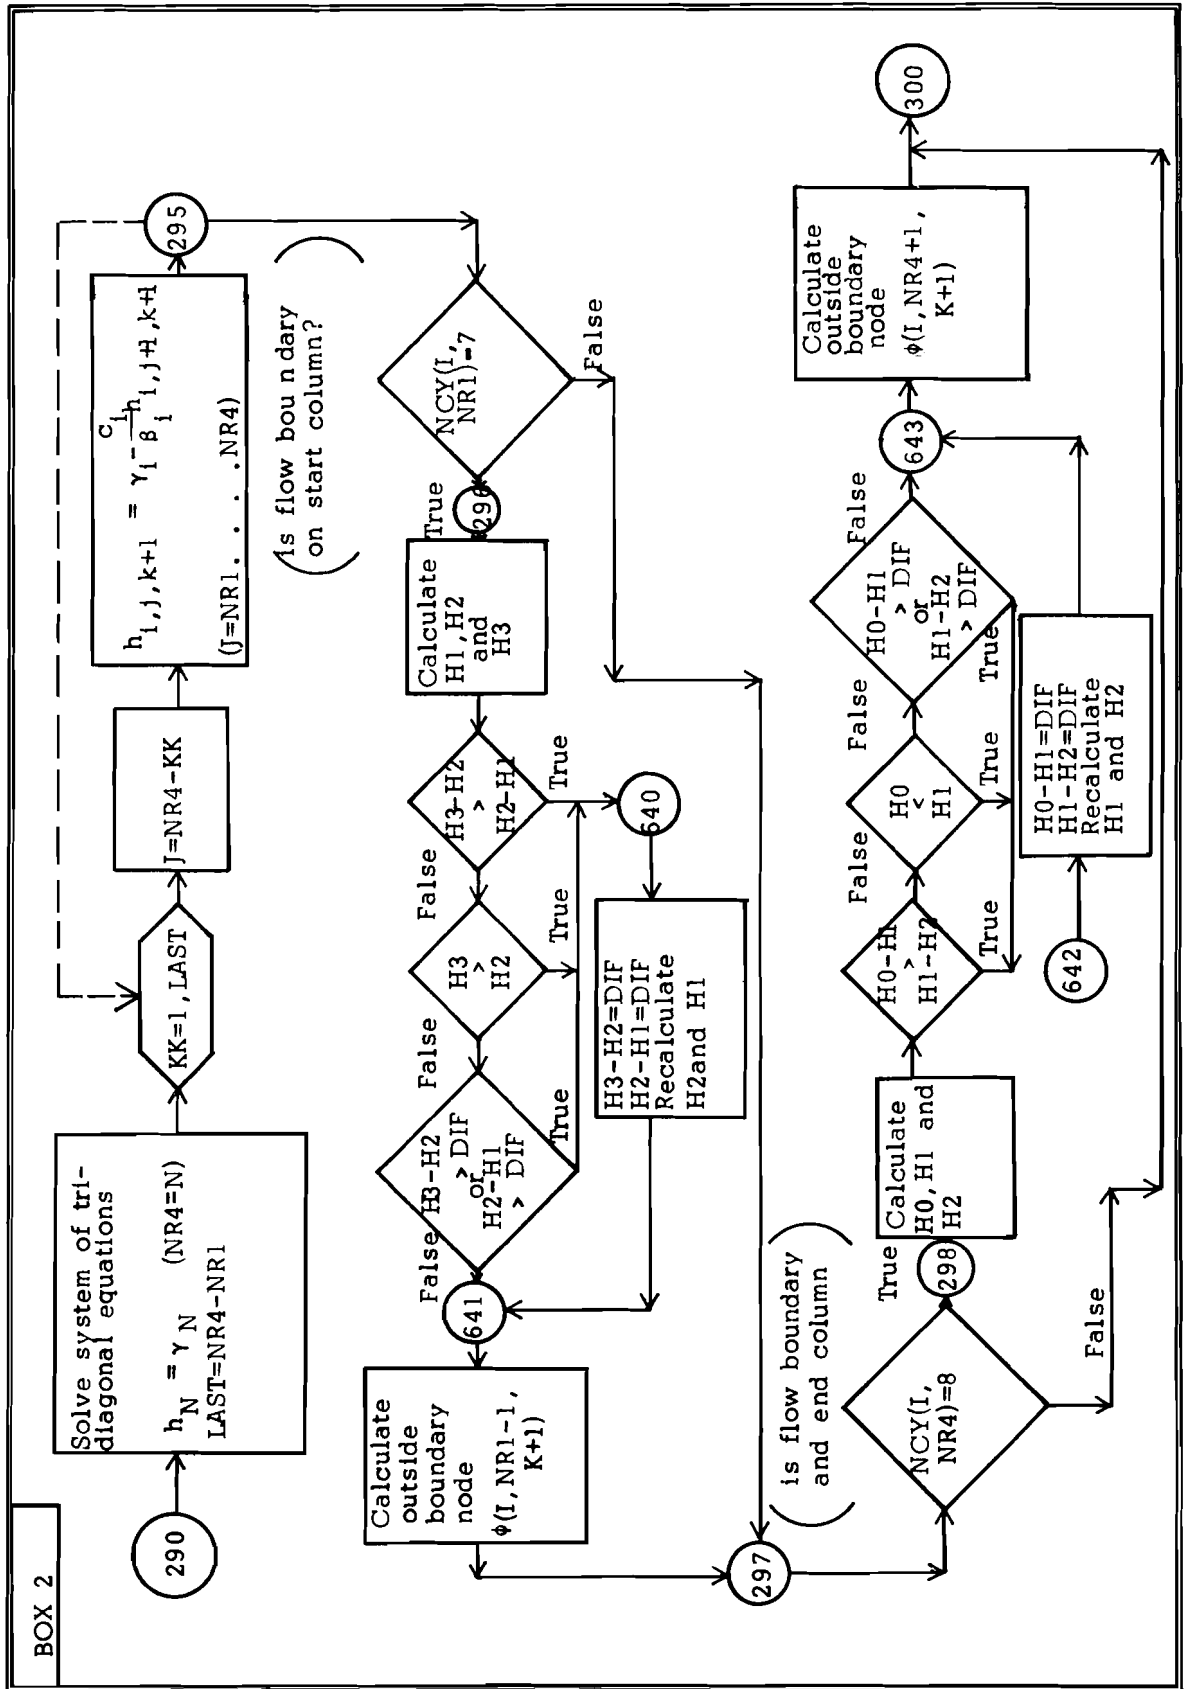 BOX 2
290
Solve system of tri-
diagonal equations
h_N = γ_N (NR4=N)
LAST=NR4-NR1
KK=1,LAST
J=NR4-KK
h_{i,j,k+1} = γ_i - c_i/β_i h_{i,j+1,k+1}
(J=NR1. . . .NR4)
295
is flow boundary
on start column?
NCY(I,
NR1)=7
True
False
296
Calculate
H1,H2
and
H3
H3-H2
>
H2-H1
True
False
H3
>
H2
True
False
H3-H2
> DIF
or
H2-H1
> DIF
True
False
640
H3-H2=DIF
H2-H1=DIF
Recalculate
H2and H1
641
Calculate
outside
boundary
node
φ(I,NR1-1,
K+1)
297
is flow boundary
and end column
NCY(I,
NR4)=8
True
False
298
Calculate
H0,H1 and
H2
H0-H1
>
H1-H2
True
False
H0
<
H1
True
False
H0-H1
> DIF
or
H1-H2
> DIF
True
False
642
H0-H1=DIF
H1-H2=DIF
Recalculate
H1 and H2
643
Calculate
outside
boundary
node
φ(I,NR4+1,
K+1)
300